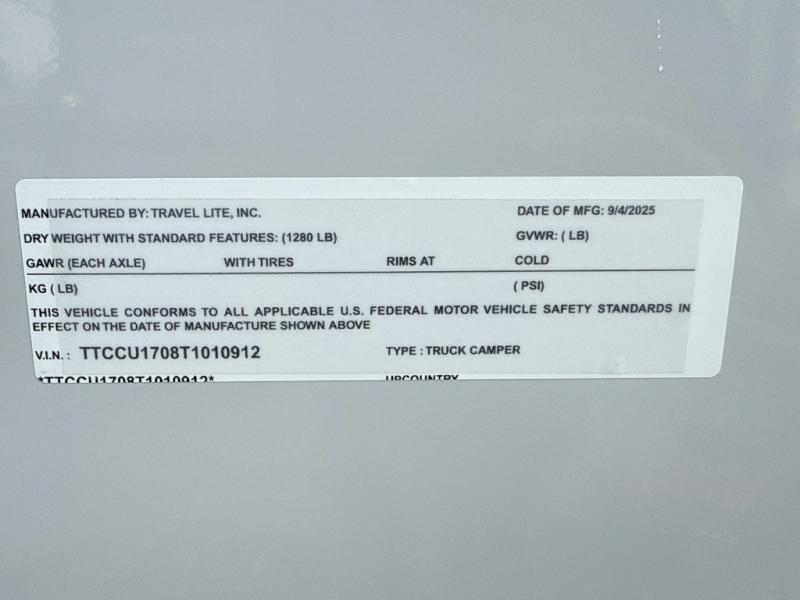 MANUFACTURED BY: TRAVEL LITE, INC. DATE OF MFG: 9/4/2025
DRY WEIGHT WITH STANDARD FEATURES: (1280 LB) GVWR: ( LB)
GAWR (EACH AXLE) WITH TIRES RIMS AT COLD
KG ( LB) ( PSI)
THIS VEHICLE CONFORMS TO ALL APPLICABLE U.S. FEDERAL MOTOR VEHICLE SAFETY STANDARDS IN
EFFECT ON THE DATE OF MANUFACTURE SHOWN ABOVE
V.I.N. : TTCCU1708T1010912 TYPE : TRUCK CAMPER
*TTCCU1708T1010912* UPCOUNTRY